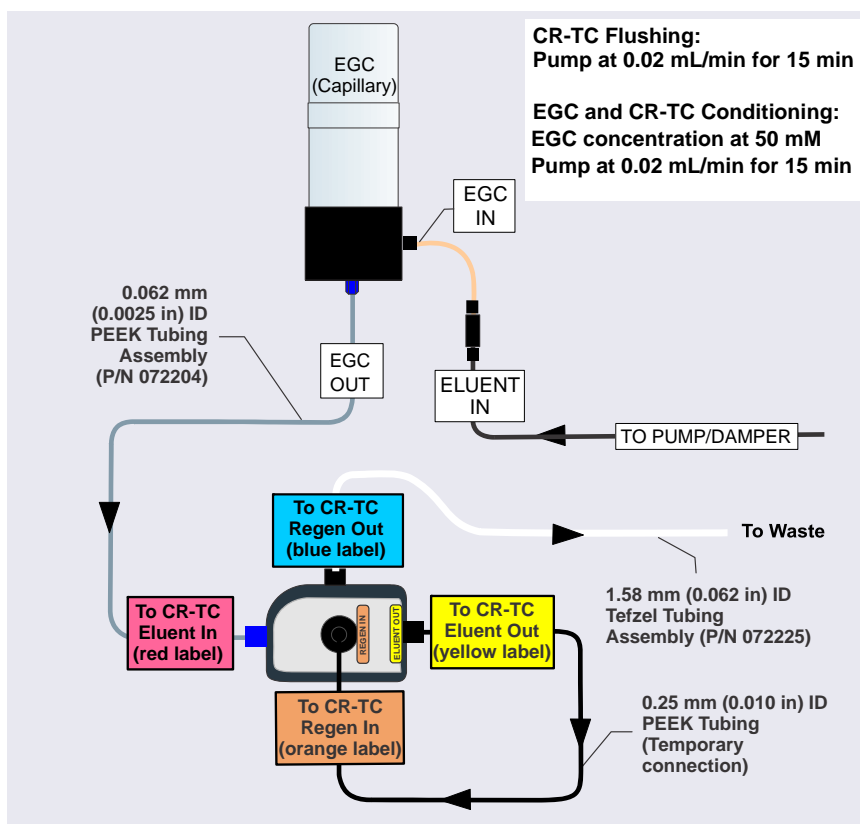 EGC
(Capillary)
CR-TC Flushing:
Pump at 0.02 mL/min for 15 min
EGC and CR-TC Conditioning:
EGC concentration at 50 mM
Pump at 0.02 mL/min for 15 min
EGC
IN
0.062 mm
(0.0025 in) ID
PEEK Tubing
Assembly
(P/N 072204)
EGC
OUT
ELUENT
IN
TO PUMP/DAMPER
To CR-TC
Regen Out
(blue label)
To Waste
1.58 mm (0.062 in) ID
Tefzel Tubing
Assembly (P/N 072225)
To CR-TC
Eluent In
(red label)
REGEN IN
ELUENT OUT
To CR-TC
Eluent Out
(yellow label)
To CR-TC
Regen In
(orange label)
0.25 mm (0.010 in) ID
PEEK Tubing
(Temporary
connection)